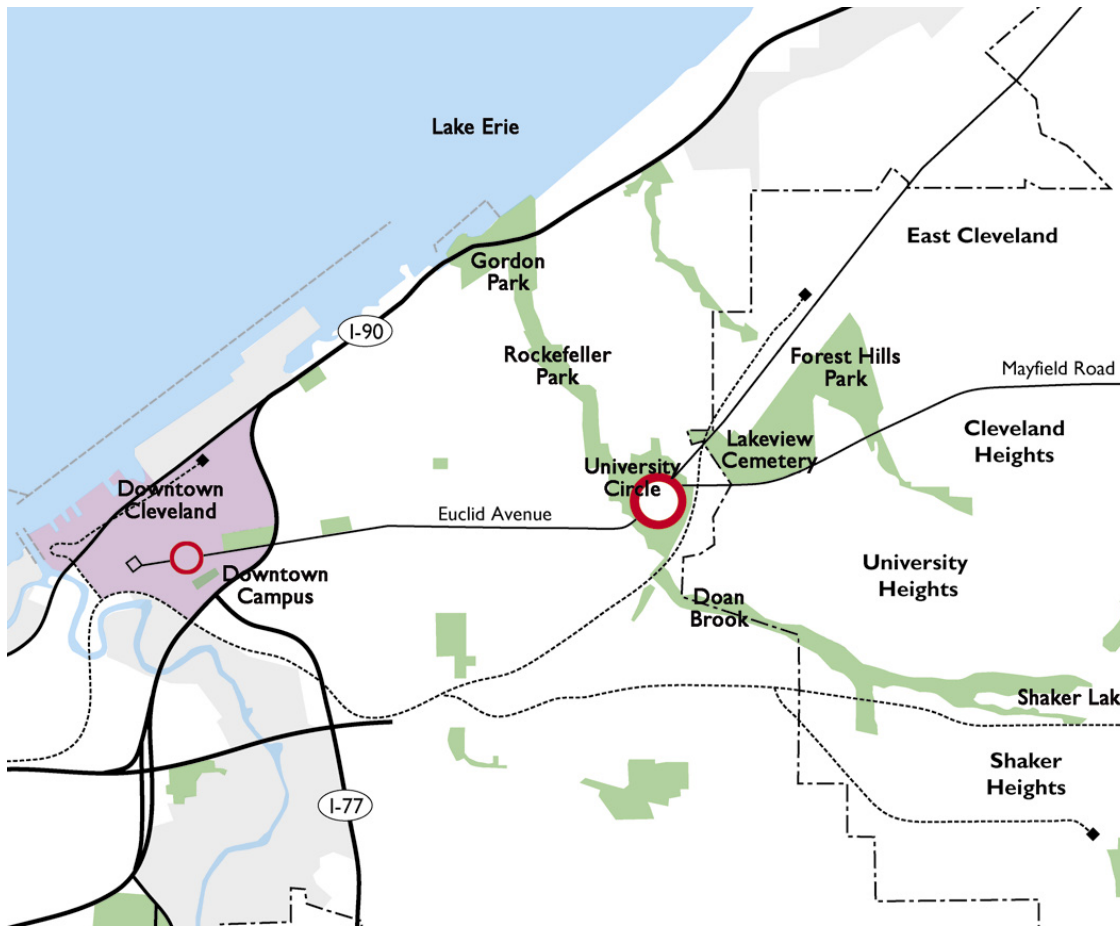 Lake Erie
East Cleveland
Gordon
Park
I-90
Rockefeller
Park
Forest Hills
Park
Mayfield Road
Cleveland
Heights
Lakeview
Cemetery
University
Circle
Downtown
Cleveland
Euclid Avenue
Downtown
Campus
University
Heights
Doan
Brook
Shaker Lak
Shaker
Heights
I-77